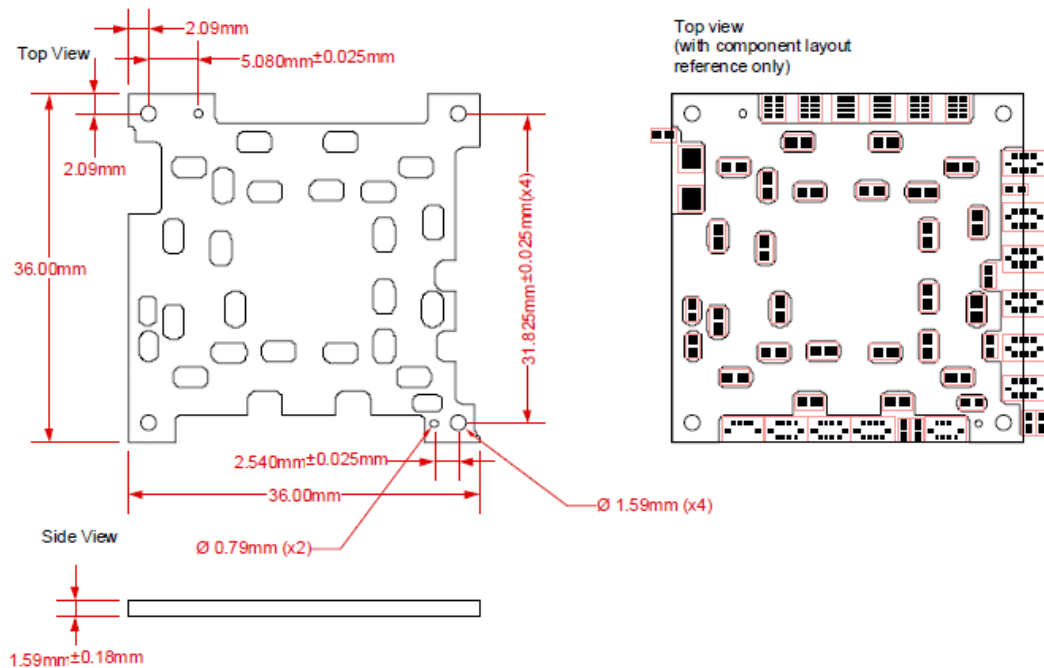 2.09mm
Top View
5.080mm±0.025mm
2.09mm
36.00mm
31.825mm±0.025mm(x4)
2.540mm±0.025mm
36.00mm
Ø 1.59mm (x4)
Ø 0.79mm (x2)
Side View
1.59mm±0.18mm
Top view
(with component layout
reference only)